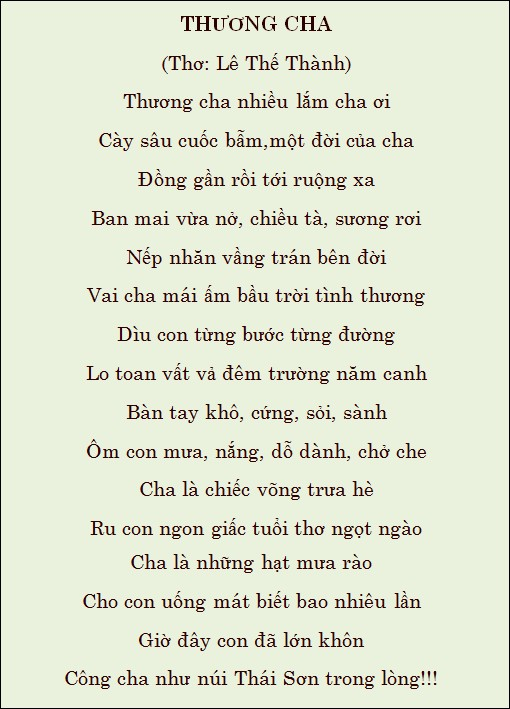 THƯƠNG CHA
(Thơ: Lê Thế Thành)
Thương cha nhiều lắm cha ơi
Cày sâu cuốc bẫm,một đời của cha
Đồng gần rồi tới ruộng xa
Ban mai vừa nở, chiều tà, sương rơi
Nếp nhăn vầng trán bên đời
Vai cha mái ấm bầu trời tình thương
Dìu con từng bước từng đường
Lo toan vất vả đêm trường năm canh
Bàn tay khô, cứng, sỏi, sành
Ôm con mưa, nắng, dỗ dành, chở che
Cha là chiếc võng trưa hè
Ru con ngon giấc tuổi thơ ngọt ngào
Cha là những hạt mưa rào
Cho con uống mát biết bao nhiêu lần
Giờ đây con đã lớn khôn
Công cha như núi Thái Sơn trong lòng!!!